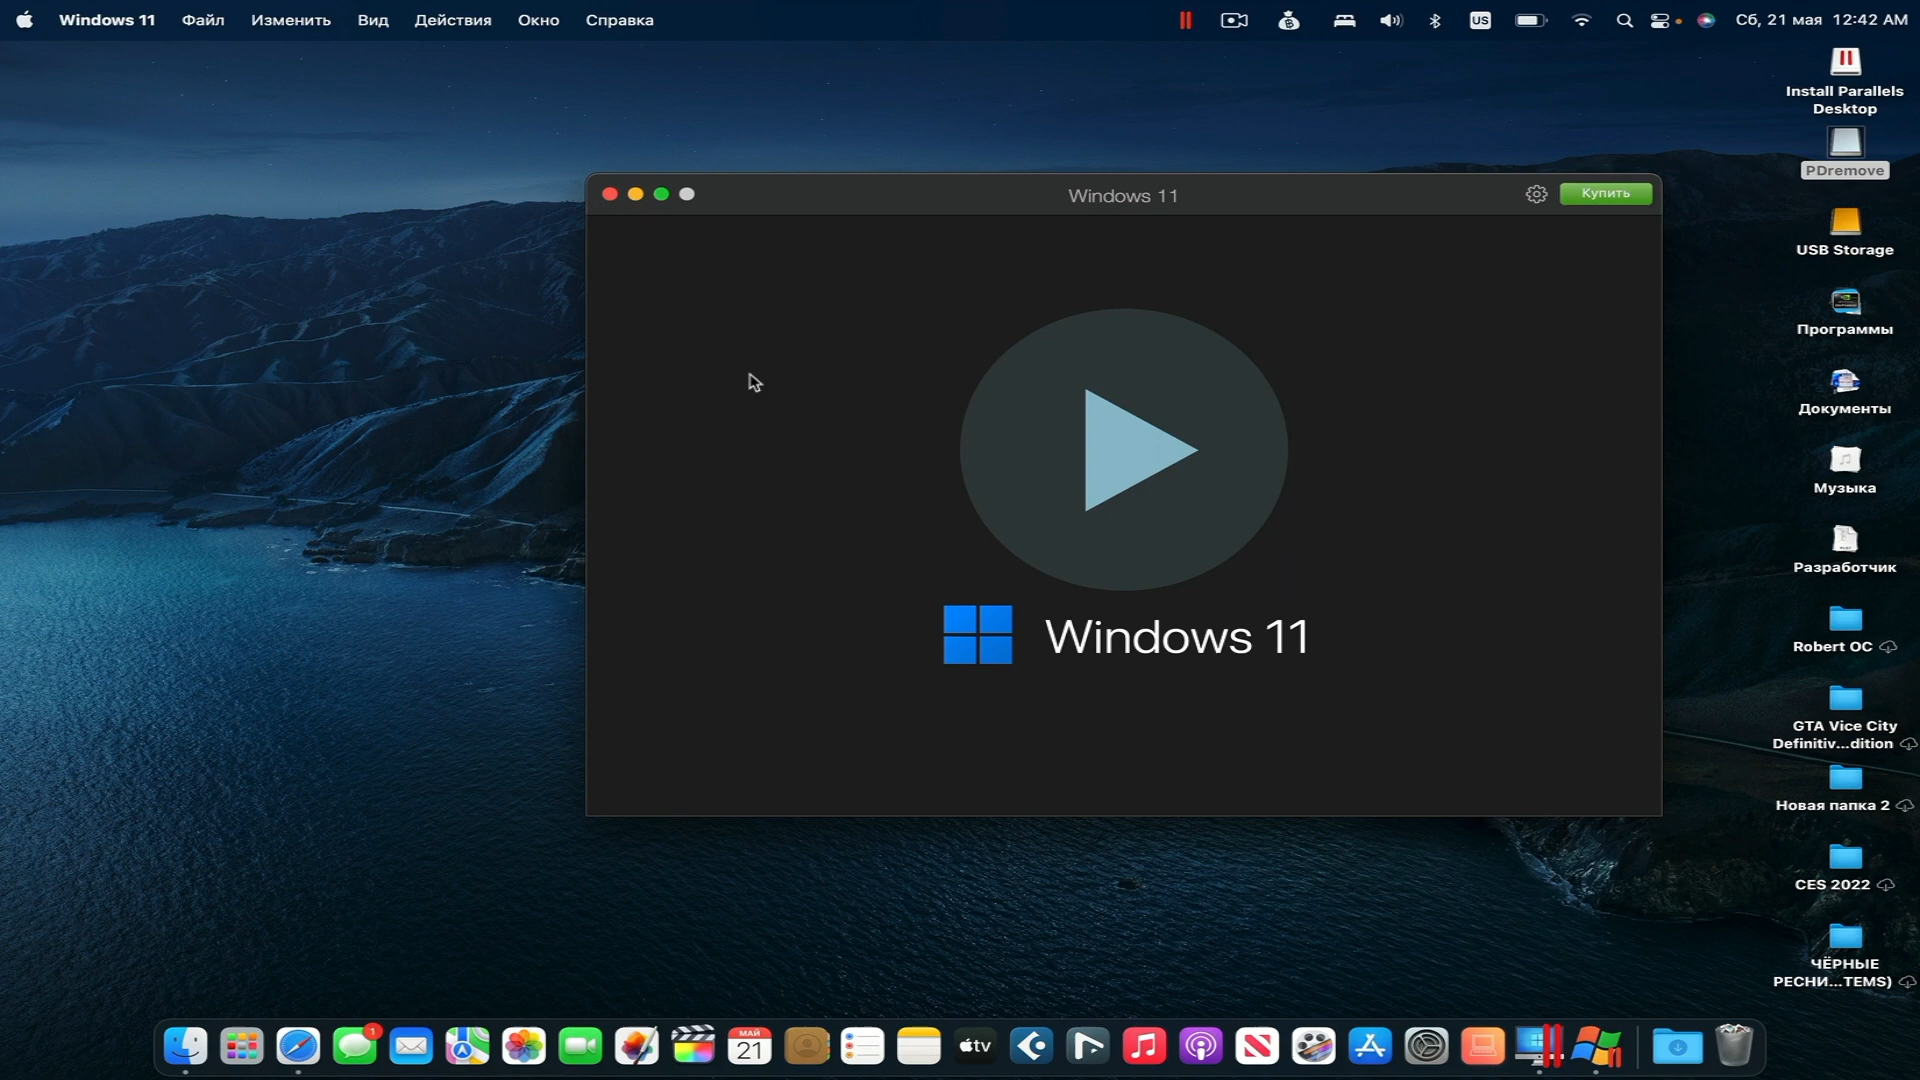 Windows 11 Файл Изменить Вид Действия Окно Справка US Сб, 21 мая 12:42 AM
Install Parallels
Desktop
PDremove
Windows 11
Купить
USB Storage
Программы
Документы
Музыка
Разработчик
Windows 11
Robert OC
GTA Vice City
Definitiv...dition
Новая папка 2
CES 2022
ЧЁРНЫЕ
РЕСНИ...TEMS)
1
МАЙ
21
tv